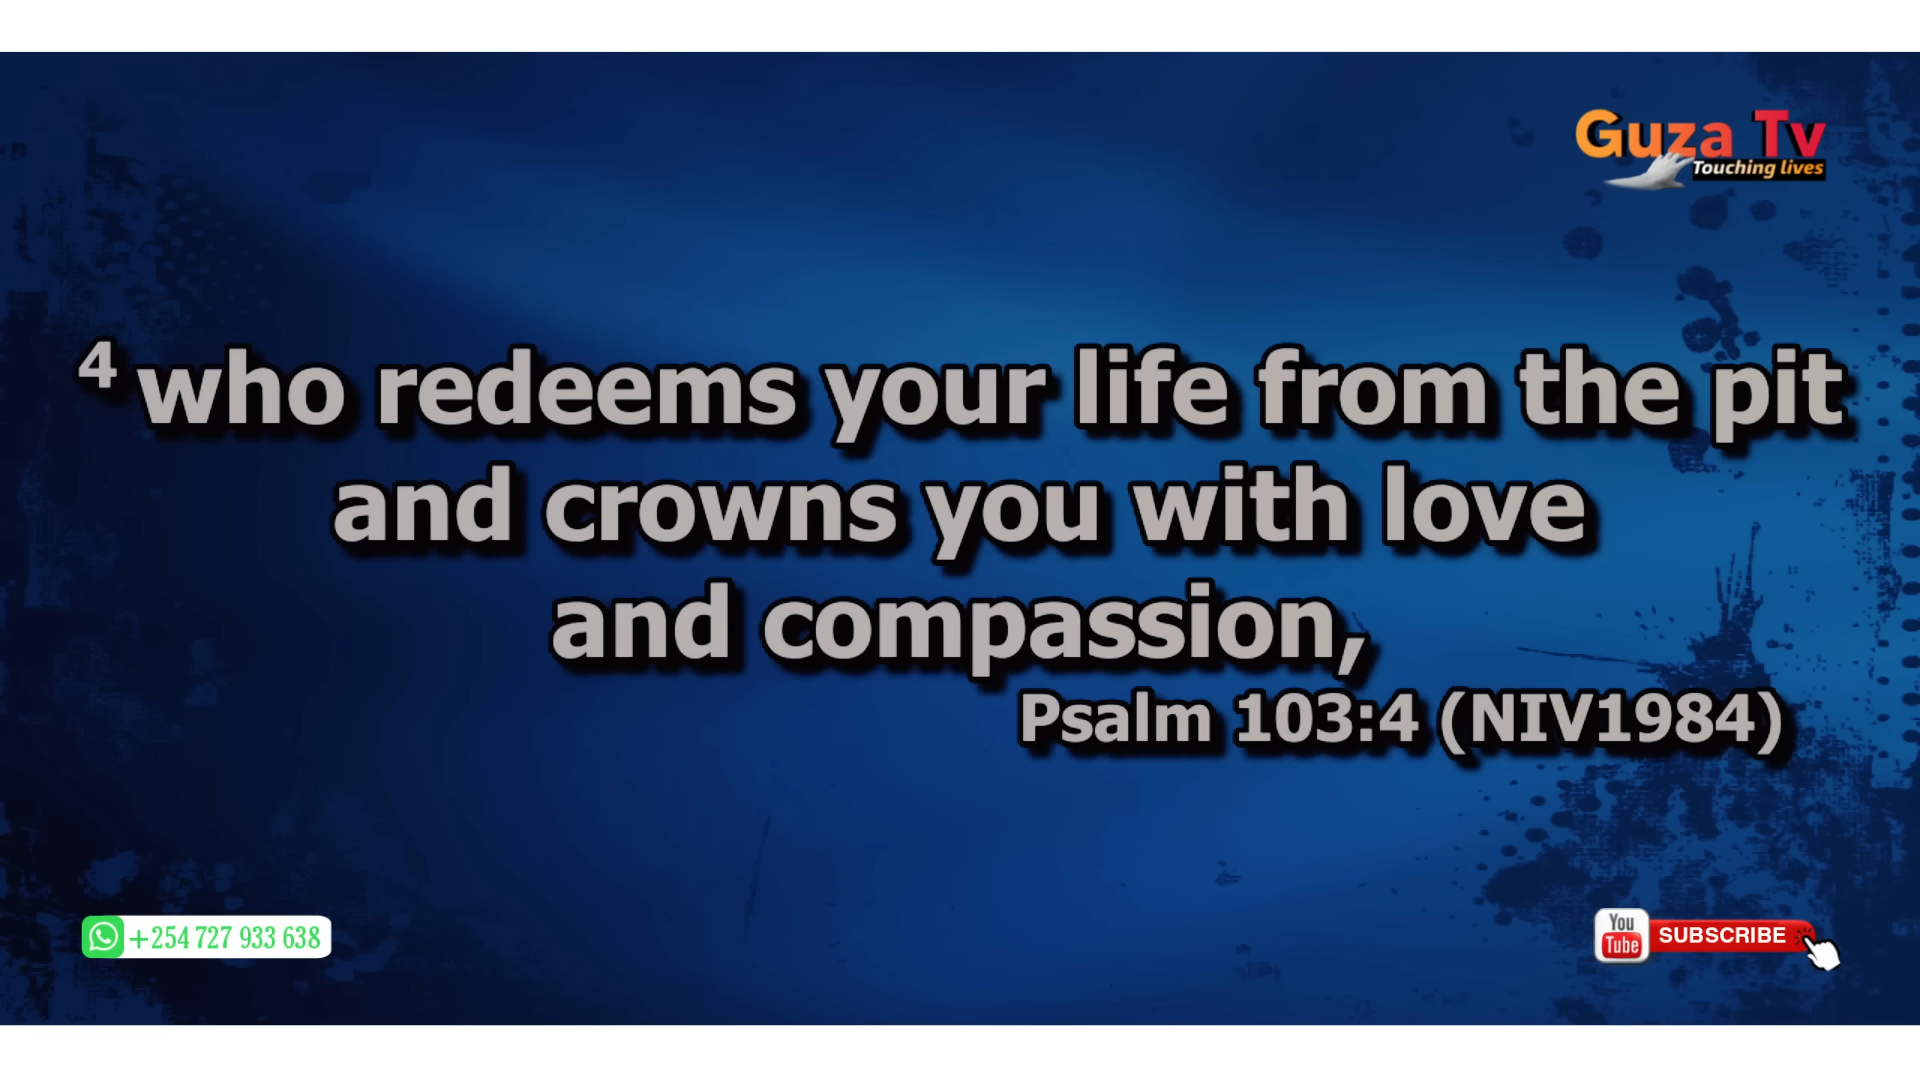 Guza Tv
Touching lives
4 who redeems your life from the pit
and crowns you with love
and compassion,
Psalm 103:4 (NIV1984)
+254 727 933 638
You
Tube
SUBSCRIBE